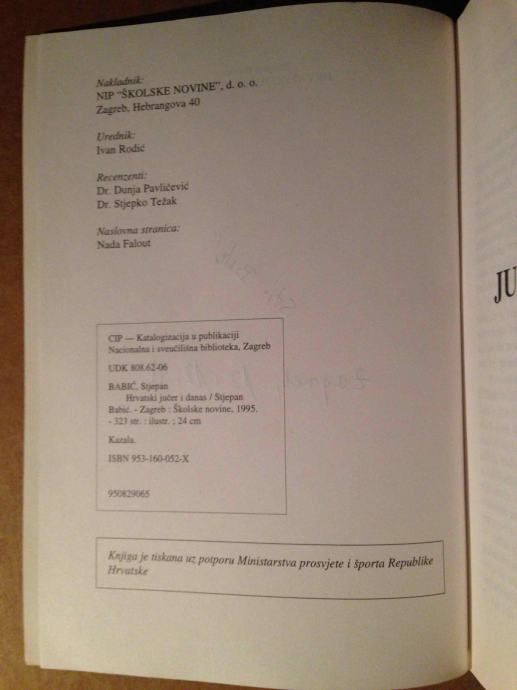 Nakladnik:
NIP "ŠKOLSKE NOVINE", d. o. o.
Zagreb, Hebrangova 40
Urednik:
Ivan Rodić
Recenzenti:
Dr. Dunja Pavličević
Dr. Stjepko Težak
Naslovna stranica:
Nada Falout
CIP — Katalogizacija u publikaciji
Nacionalna i sveučilišna biblioteka, Zagreb
UDK 808.62-06
BABIĆ, Stjepan
Hrvatski jučer i danas / Stjepan
Babić. - Zagreb : Školske novine, 1995.
- 323 str. : ilustr. ; 24 cm
Kazala.
ISBN 953-160-052-X
950829065
Knjiga je tiskana uz potporu Ministarstva prosvjete i športa Republike
Hrvatske
JU